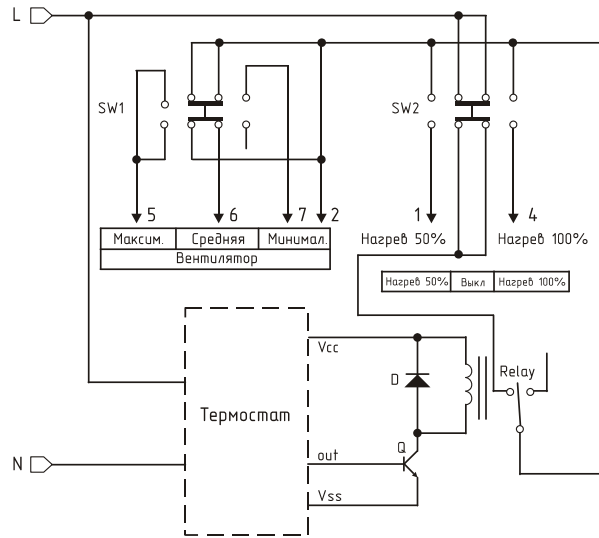 L
SW1
SW2
5
6
7
2
1
4
Максим.
Средняя
Минимал.
Вентилятор
Нагрев 50%
Нагрев 100%
Нагрев 50%
Выкл
Нагрев 100%
Vcc
D
Relay
Термостат
Q
N
out
Vss